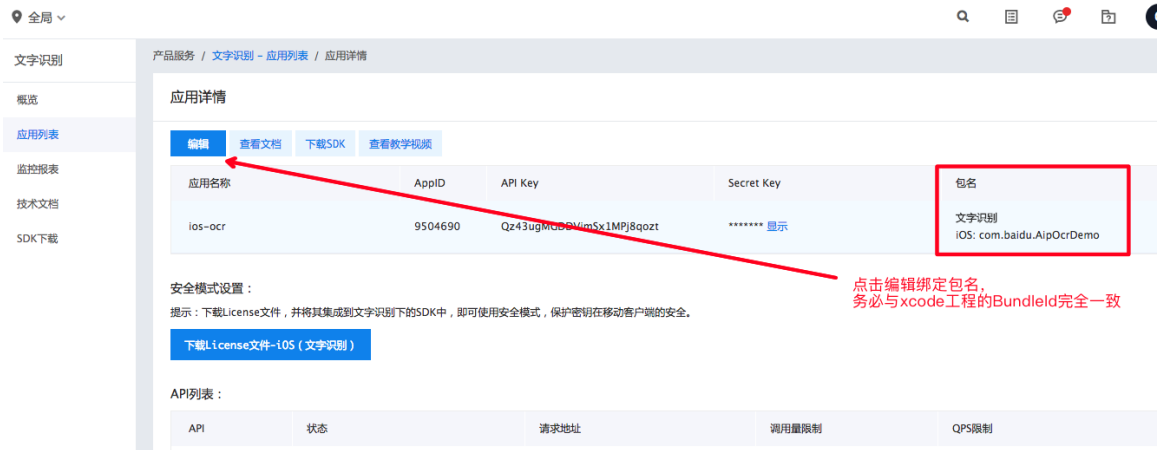 全局
文字识别
产品服务 / 文字识别 - 应用列表 / 应用详情
概览
应用详情
应用列表
编辑 查看文档 下载SDK 查看教学视频
监控报表
应用名称 AppID API Key Secret Key 包名
技术文档
ios-ocr 9504690 Qz43ugMGDDVimSx1MPj8qozt ******* 显示 文字识别
iOS: com.baidu.AipOcrDemo
SDK下载
点击编辑绑定包名,
务必与xcode工程的BundleId完全一致
安全模式设置：
提示：下载License文件，并将其集成到文字识别下的SDK中，即可使用安全模式，保护密钥在移动客户端的安全。
下载License文件-iOS（文字识别）
API列表：
API 状态 请求地址 调用量限制 QPS限制